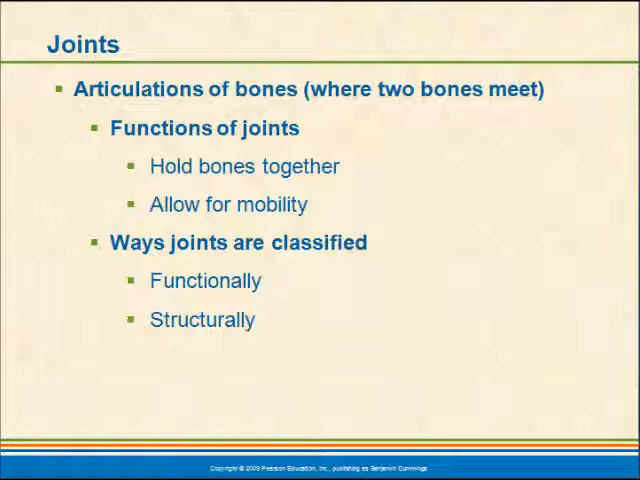 Joints
Articulations of bones (where two bones meet)
Functions of joints
Hold bones together
Allow for mobility
Ways joints are classified
Functionally
Structurally
Copyright © 2009 Pearson Education, Inc., publishing as Benjamin Cummings